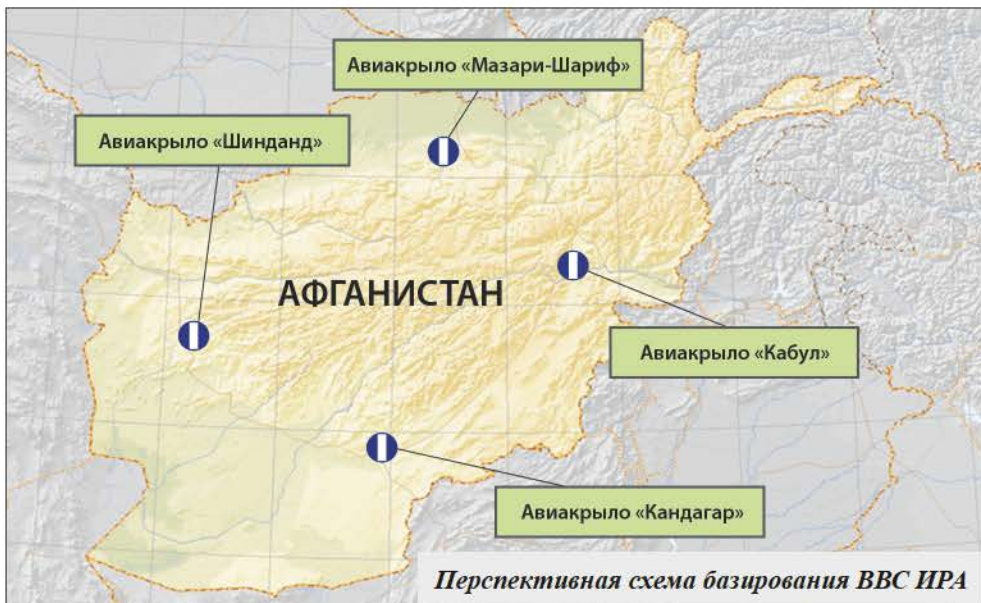 Авиакрыло «Мазари-Шариф»
Авиакрыло «Шинданд»
АФГАНИСТАН
Авиакрыло «Кабул»
Авиакрыло «Кандагар»
Перспективная схема базирования ВВС ИРА